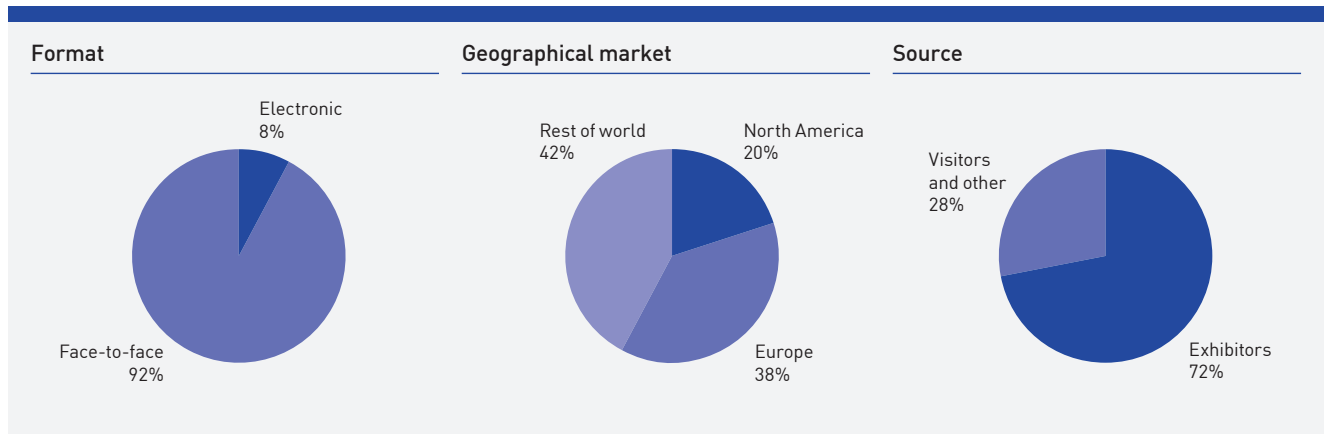 Format
Electronic
8%
Face-to-face
92%
Geographical market
Rest of world
42%
North America
20%
Europe
38%
Source
Visitors
and other
28%
Exhibitors
72%